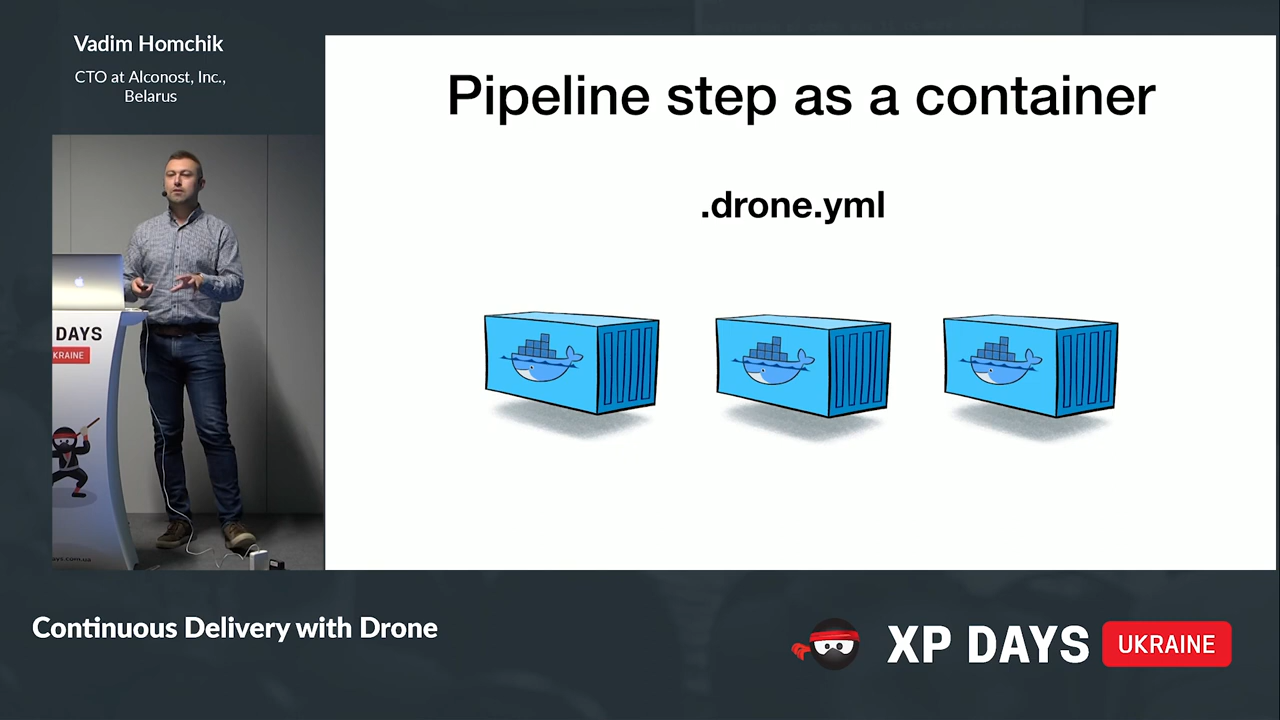 Vadim Homchik
CTO at Alconost, Inc.,
Belarus
Pipeline step as a container
.drone.yml
DAYS
KRAINE
Continuous Delivery with Drone
XP DAYS
UKRAINE